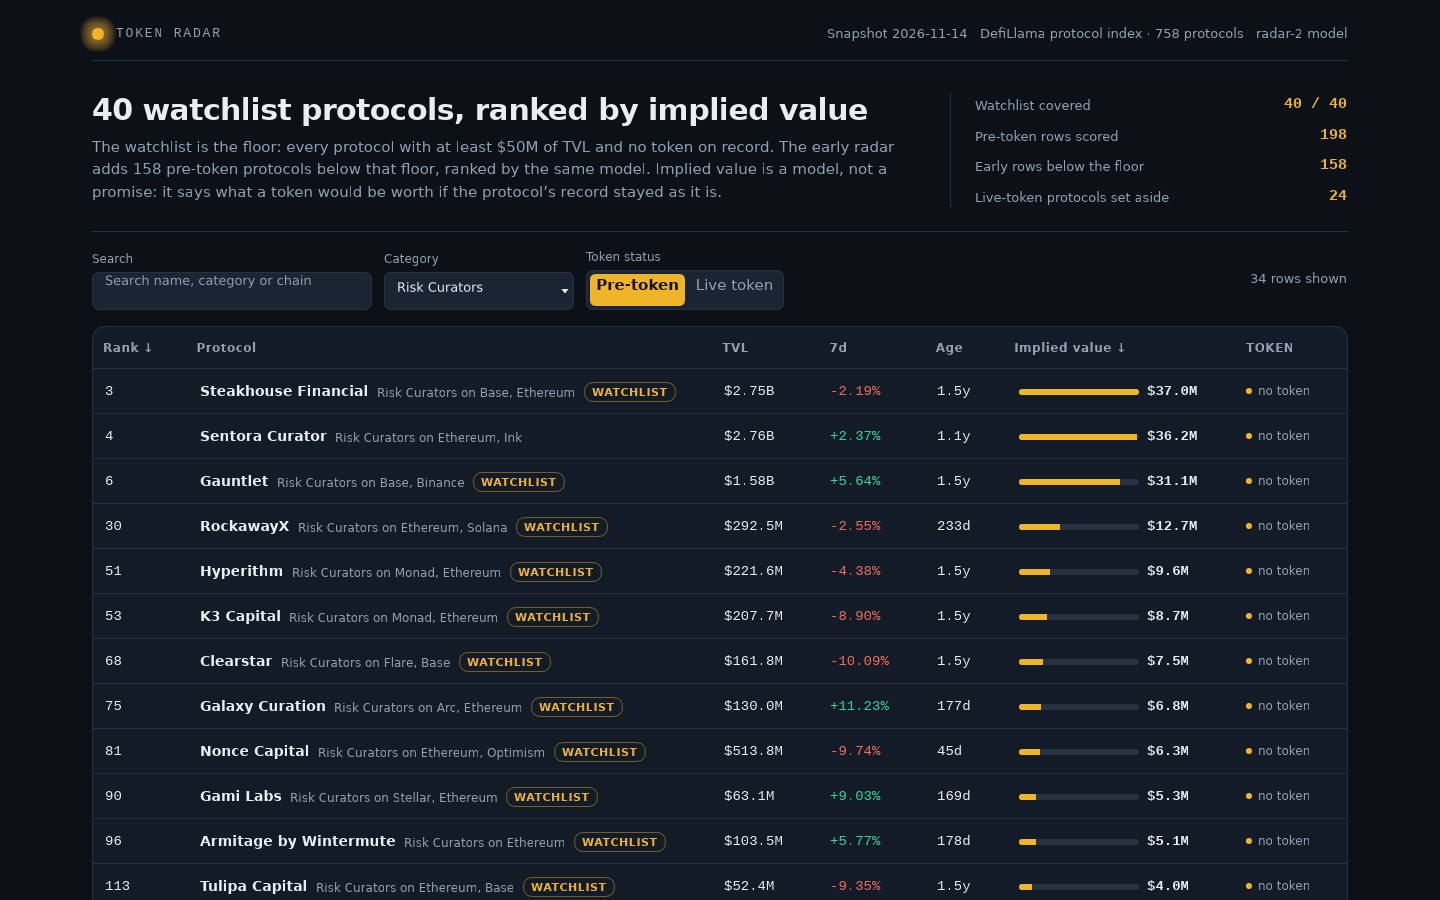 TOKEN RADAR
Snapshot 2026-11-14 DefiLlama protocol index · 758 protocols radar-2 model
40 watchlist protocols, ranked by implied value
The watchlist is the floor: every protocol with at least $50M of TVL and no token on record. The early radar
adds 158 pre-token protocols below that floor, ranked by the same model. Implied value is a model, not a
promise: it says what a token would be worth if the protocol’s record stayed as it is.
Watchlist covered 40 / 40
Pre-token rows scored 198
Early rows below the floor 158
Live-token protocols set aside 24
Search
Search name, category or chain
Category
Risk Curators
Token status
Pre-token Live token
34 rows shown
Rank ↓ Protocol TVL 7d Age Implied value ↓ TOKEN
3 Steakhouse Financial Risk Curators on Base, Ethereum WATCHLIST $2.75B -2.19% 1.5y $37.0M no token
4 Sentora Curator Risk Curators on Ethereum, Ink $2.76B +2.37% 1.1y $36.2M no token
6 Gauntlet Risk Curators on Base, Binance WATCHLIST $1.58B +5.64% 1.5y $31.1M no token
30 RockawayX Risk Curators on Ethereum, Solana WATCHLIST $292.5M -2.55% 233d $12.7M no token
51 Hyperithm Risk Curators on Monad, Ethereum WATCHLIST $221.6M -4.38% 1.5y $9.6M no token
53 K3 Capital Risk Curators on Monad, Ethereum WATCHLIST $207.7M -8.90% 1.5y $8.7M no token
68 Clearstar Risk Curators on Flare, Base WATCHLIST $161.8M -10.09% 1.5y $7.5M no token
75 Galaxy Curation Risk Curators on Arc, Ethereum WATCHLIST $130.0M +11.23% 177d $6.8M no token
81 Nonce Capital Risk Curators on Ethereum, Optimism WATCHLIST $513.8M -9.74% 45d $6.3M no token
90 Gami Labs Risk Curators on Stellar, Ethereum WATCHLIST $63.1M +9.03% 169d $5.3M no token
96 Armitage by Wintermute Risk Curators on Ethereum WATCHLIST $103.5M +5.77% 178d $5.1M no token
113 Tulipa Capital Risk Curators on Ethereum, Base WATCHLIST $52.4M -9.35% 1.5y $4.0M no token